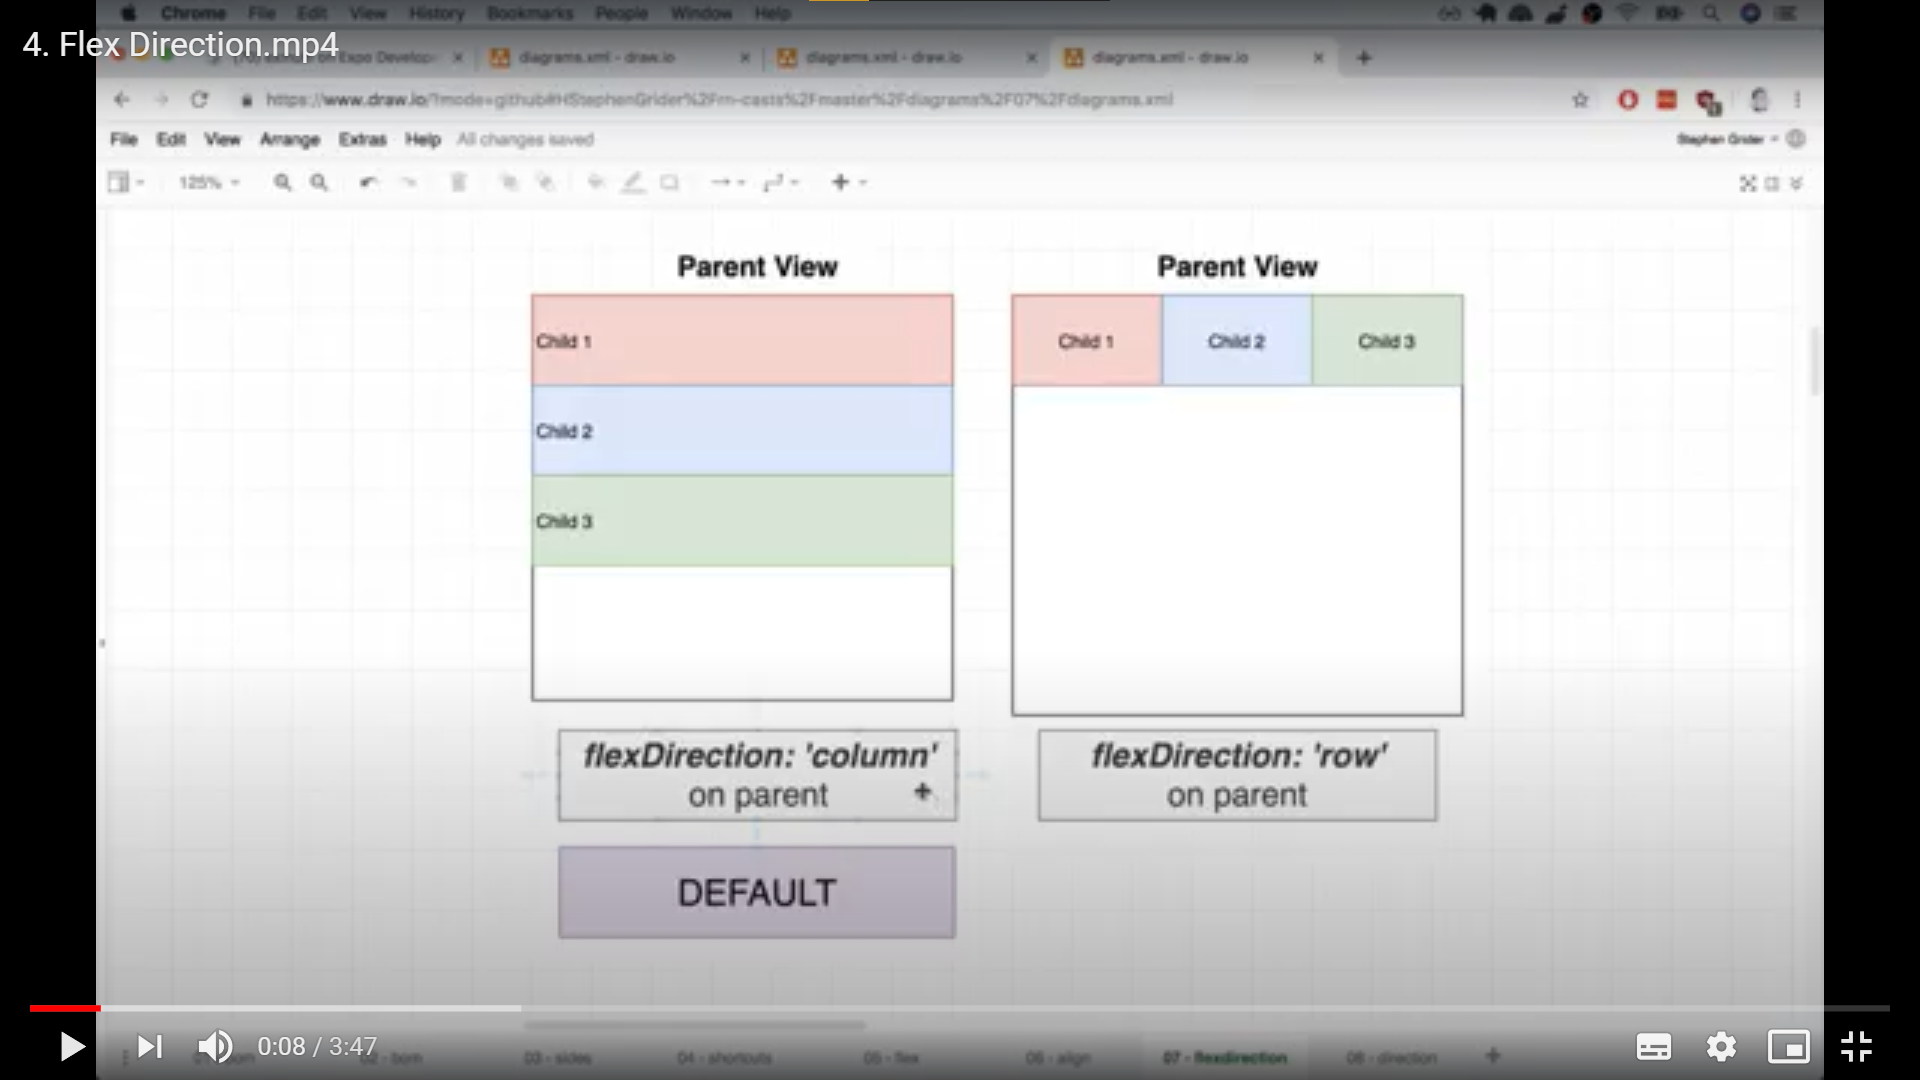 Chrome File Edit View History Bookmarks People Window Help
4. Flex Direction.mp4
Expo Develop
diagrams.xml - draw.io
diagrams.xml - draw.io
diagrams.xml - draw.io
https://www.draw.io/?mode=github#HStephenGrider%2Frn-casts%2Fmaster%2Fdiagrams%2F07%2Fdiagrams.xml
File Edit View Arrange Extras Help All changes saved
Stephen Grider
125%
Parent View
Child 1
Child 2
Child 3
flexDirection: 'column'
on parent
DEFAULT
Parent View
Child 1 Child 2 Child 3
flexDirection: 'row'
on parent
0:08 / 3:47
03 - sides 04 - shortcuts 05 - flex 06 - align 07 - flexdirection 08 - direction